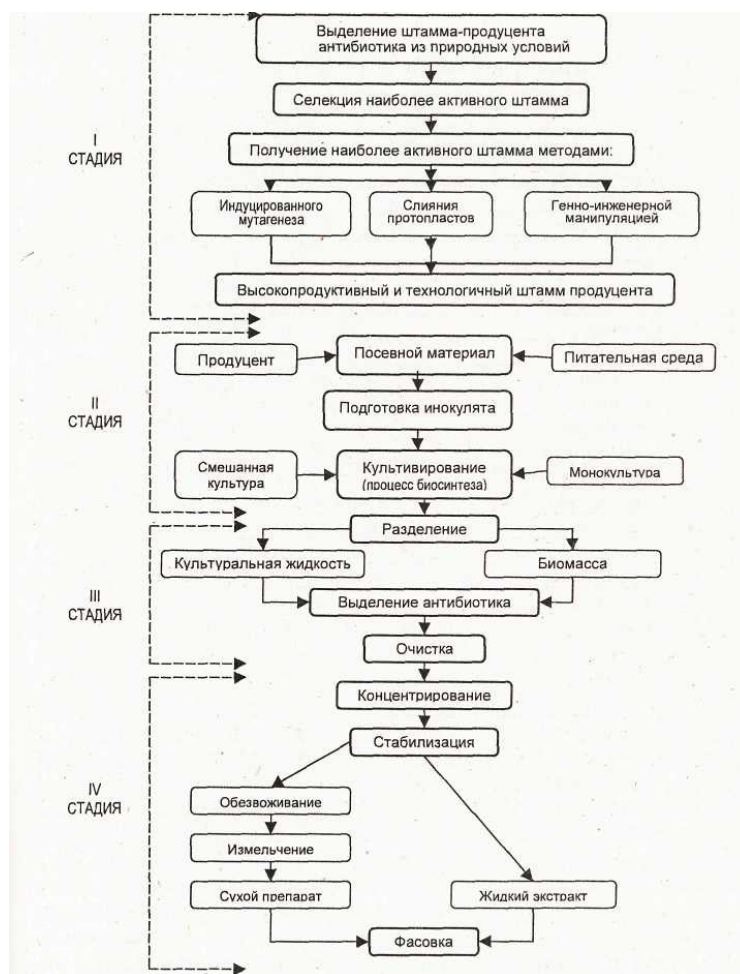 Выделение штамма-продуцента
антибиотика из природных условий
Селекция наиболее активного штамма
I
СТАДИЯ
Получение наиболее активного штамма методами:
Индуцированного
мутагенеза
Слияния
протопластов
Генно-инженерной
манипуляцией
Высокопродуктивный и технологичный штамм продуцента
Продуцент
Посевной материал
Питательная среда
II
СТАДИЯ
Подготовка инокулята
Смешанная
культура
Культивирование
(процесс биосинтеза)
Монокультура
Разделение
Культуральная жидкость
Биомасса
III
СТАДИЯ
Выделение антибиотика
Очистка
Концентрирование
Стабилизация
IV
СТАДИЯ
Обезвоживание
Измельчение
Сухой препарат
Жидкий экстракт
Фасовка